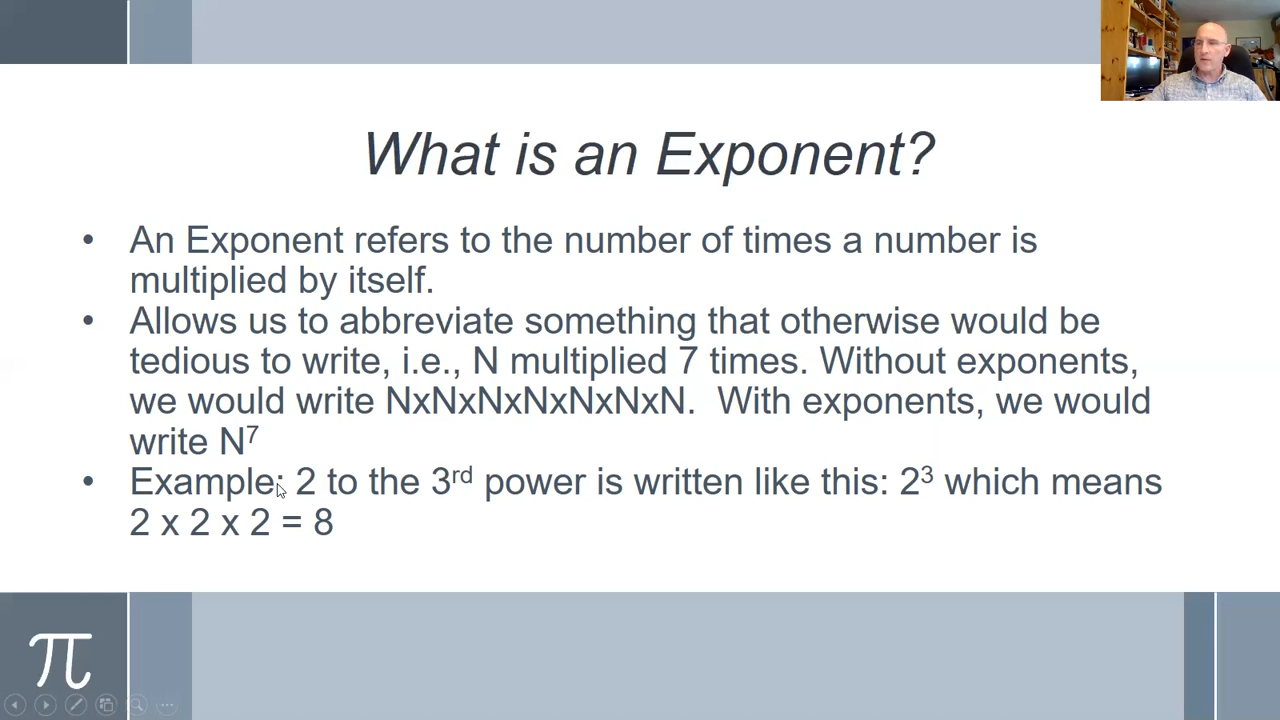 What is an Exponent?
• An Exponent refers to the number of times a number is
multiplied by itself.
• Allows us to abbreviate something that otherwise would be
tedious to write, i.e., N multiplied 7 times. Without exponents,
we would write NxNxNxNxNxNxN.  With exponents, we would
write N⁷
• Example: 2 to the 3ʳᵈ power is written like this: 2³ which means
2 x 2 x 2 = 8
π